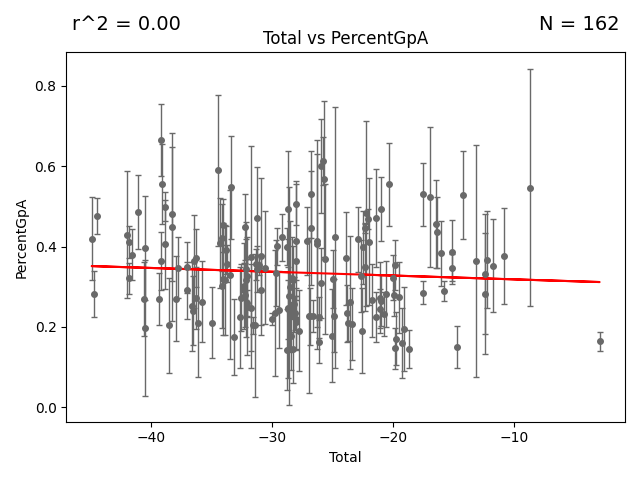 r^2 = 0.00
N = 162
Total vs PercentGpA
0.8
0.6
0.4
0.2
0.0
PercentGpA
−40
−30
−20
−10
Total